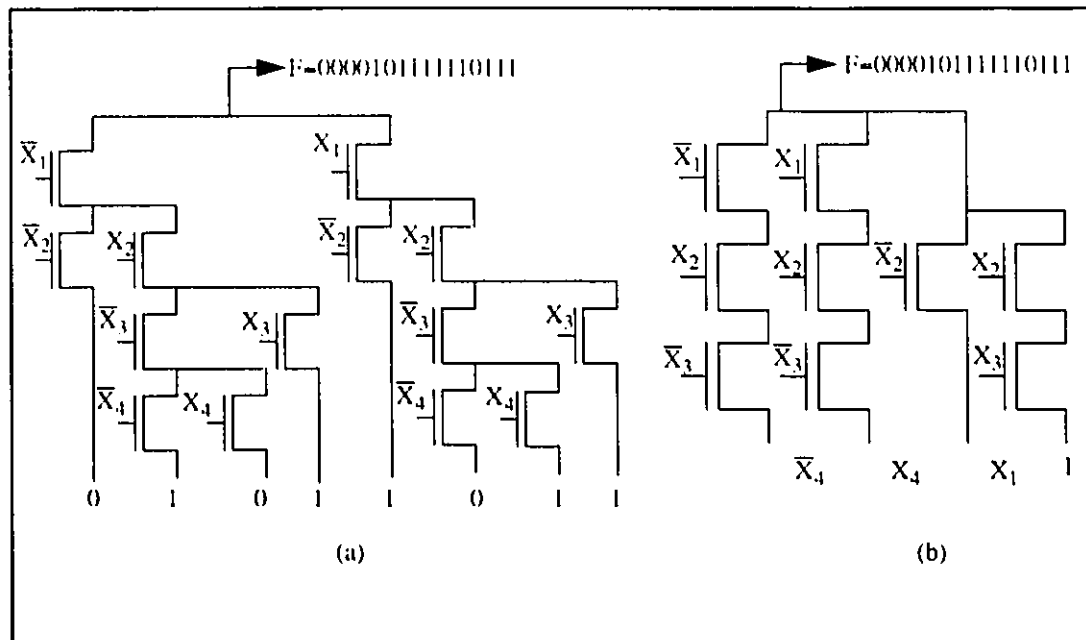 F=0000101111110111
F=0000101111110111
X̅₁ X₁ X̅₁ X₁
X̅₂ X₂ X̅₂ X₂ X₂ X₂ X̅₂ X₂
X̅₃ X₃ X̅₃ X₃ X̅₃ X̅₃ X₃
X̅₄ X₄ X̅₄ X₄
X̅₄ X₄ X₁ 1
0 1 0 1 1 0 1 1
(a) (b)